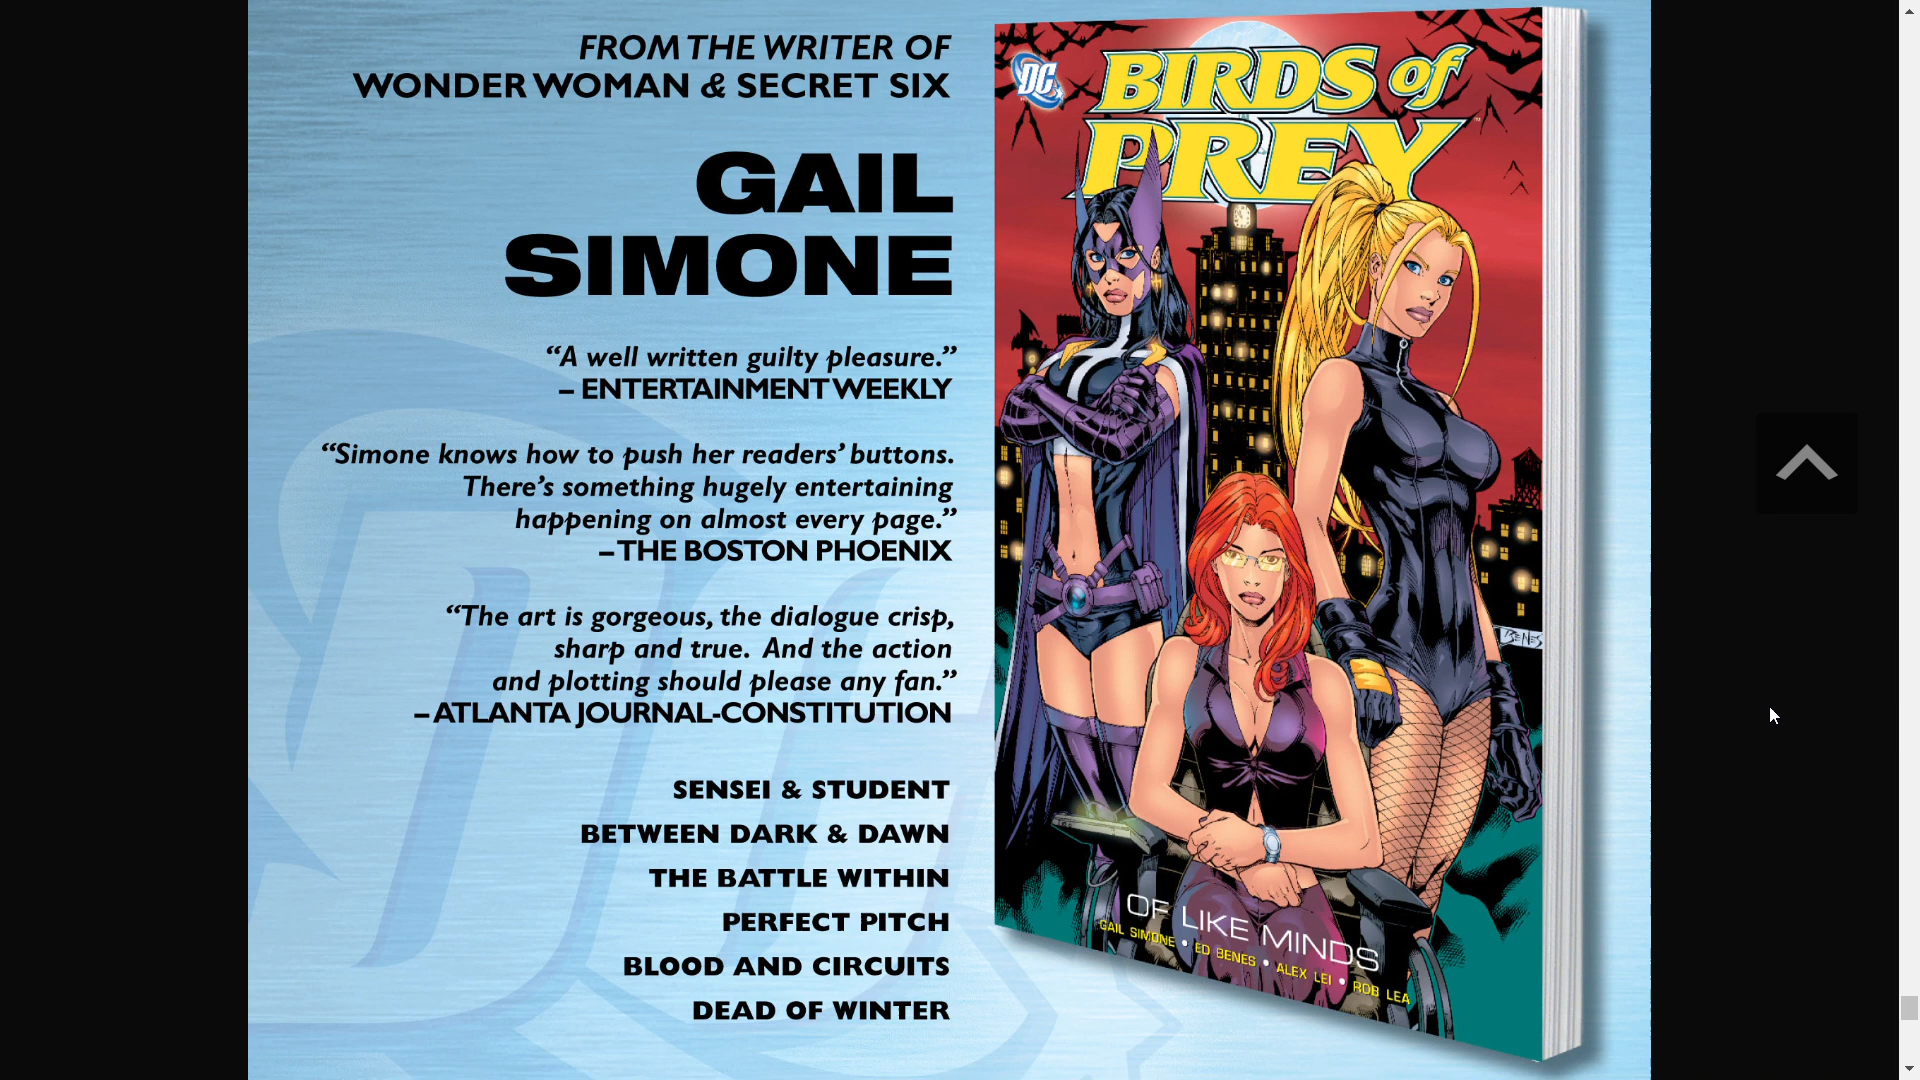 FROM THE WRITER OF
WONDER WOMAN & SECRET SIX
GAIL
SIMONE
“A well written guilty pleasure.”
– ENTERTAINMENT WEEKLY
“Simone knows how to push her readers’ buttons.
There’s something hugely entertaining
happening on almost every page.”
– THE BOSTON PHOENIX
“The art is gorgeous, the dialogue crisp,
sharp and true. And the action
and plotting should please any fan.”
– ATLANTA JOURNAL-CONSTITUTION
SENSEI & STUDENT
BETWEEN DARK & DAWN
THE BATTLE WITHIN
PERFECT PITCH
BLOOD AND CIRCUITS
DEAD OF WINTER
DC
BIRDS of
PREY™
BENES
OF LIKE MINDS
GAIL SIMONE • ED BENES • ALEX LEI • ROB LEA